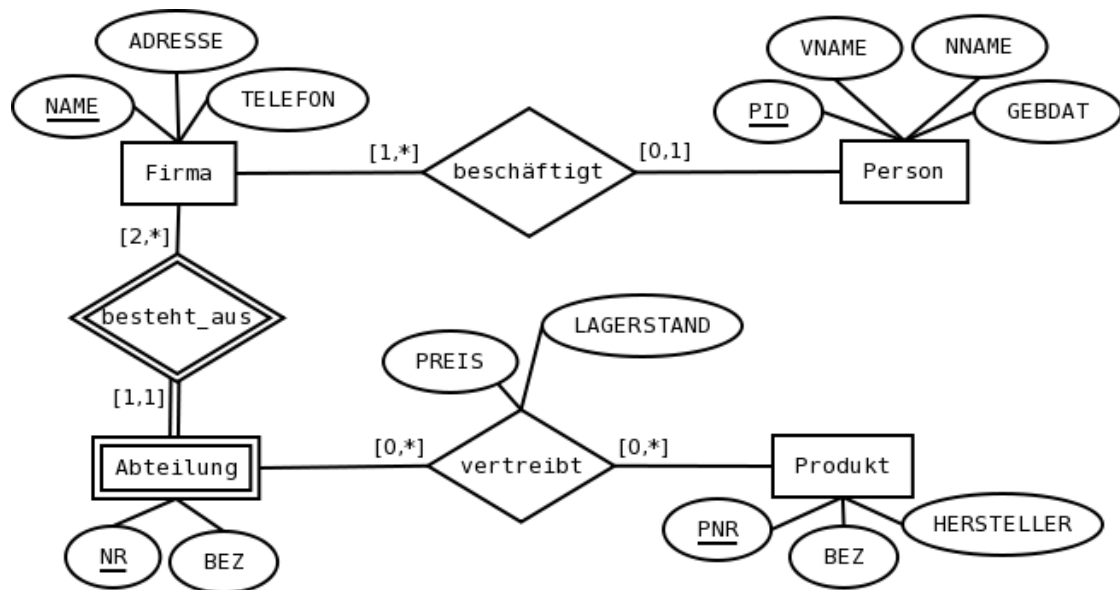 ADRESSE
NAME
TELEFON
Firma
[1,*]
beschäftigt
[0,1]
VNAME
NNAME
PID
GEBDAT
Person
[2,*]
besteht_aus
[1,1]
Abteilung
NR
BEZ
[0,*]
PREIS
LAGERSTAND
vertreibt
[0,*]
Produkt
PNR
BEZ
HERSTELLER